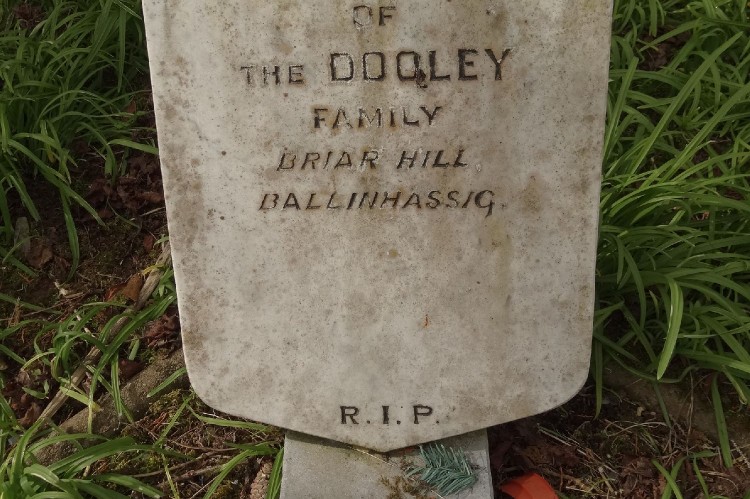 OF
THE DOOLEY
FAMILY
BRIAR HILL
BALLINHASSIG.
R.I.P.